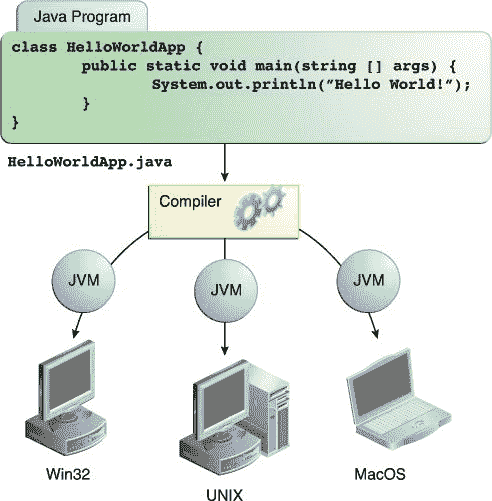 Java Program
class HelloWorldApp {
        public static void main(string [] args) {
                System.out.println(”Hello World!”);
        }
}
HelloWorldApp.java
Compiler
JVM
JVM
JVM
Win32
UNIX
MacOS